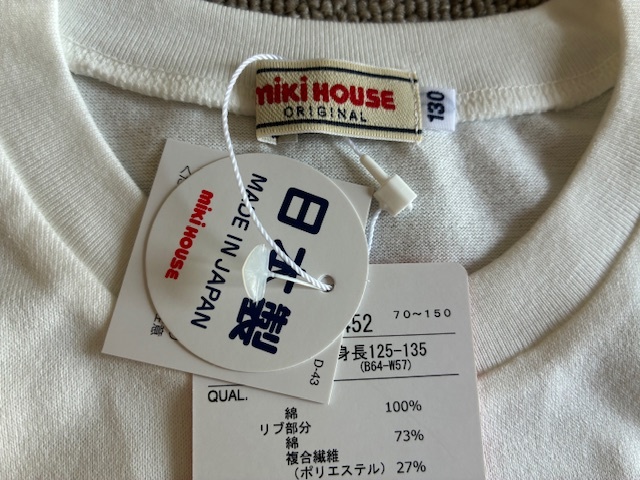 miki HOUSE
ORIGINAL
130
日本製
MADE IN JAPAN
miki HOUSE
452
70~150
身長125-135
(B64-W57)
D-43
QUAL.
綿 100%
リブ部分
綿 73%
複合繊維
(ポリエステル) 27%